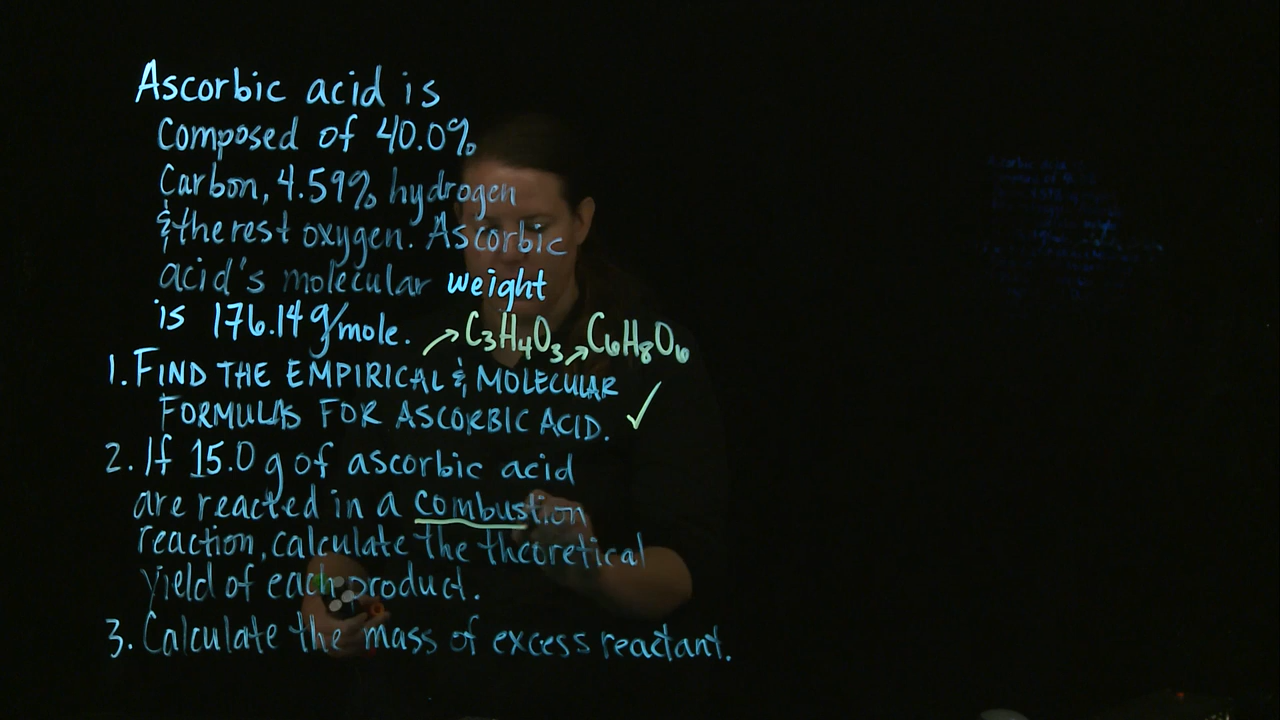 Ascorbic acid is
Composed of 40.0%
Carbon, 4.59% hydrogen
& the rest oxygen. Ascorbic
acid's molecular weight
is 176.14 g/mole.
→ C₃H₄O₃ → C₆H₈O₆
1. FIND THE EMPIRICAL & MOLECULAR
FORMULAS FOR ASCORBIC ACID. ✓
2. If 15.0 g of ascorbic acid
are reacted in a combustion
reaction, calculate the theoretical
yield of each product.
3. Calculate the mass of excess reactant.